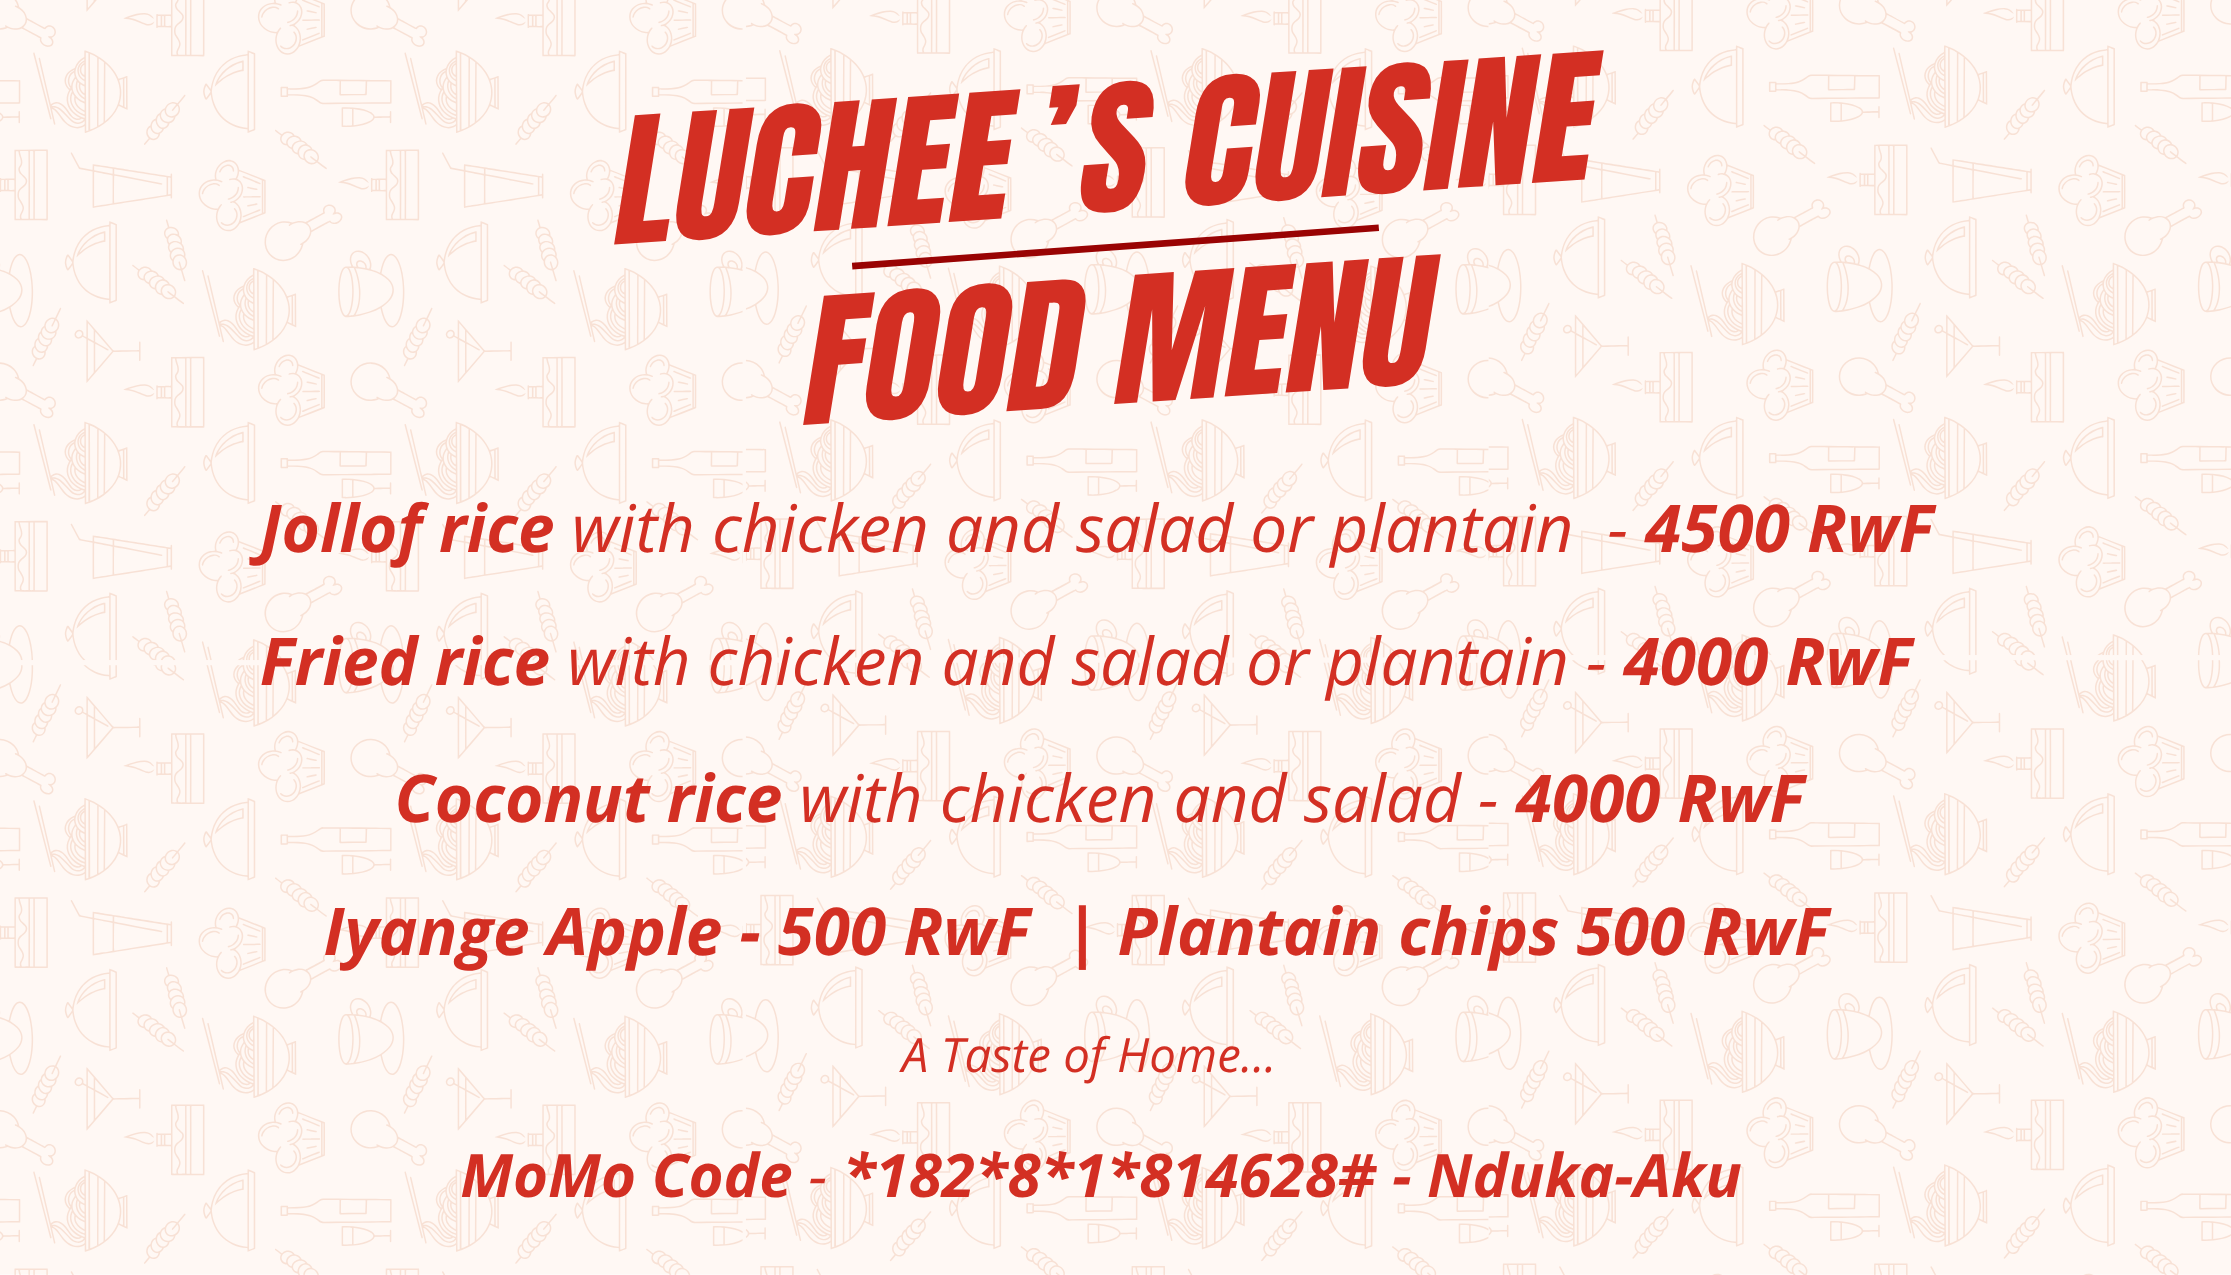 LUCHEE 'S CUISINE
FOOD MENU
Jollof rice with chicken and salad or plantain - 4500 RwF
Fried rice with chicken and salad or plantain - 4000 RwF
Coconut rice with chicken and salad - 4000 RwF
Iyange Apple - 500 RwF | Plantain chips 500 RwF
A Taste of Home...
MoMo Code - *182*8*1*814628# - Nduka-Aku